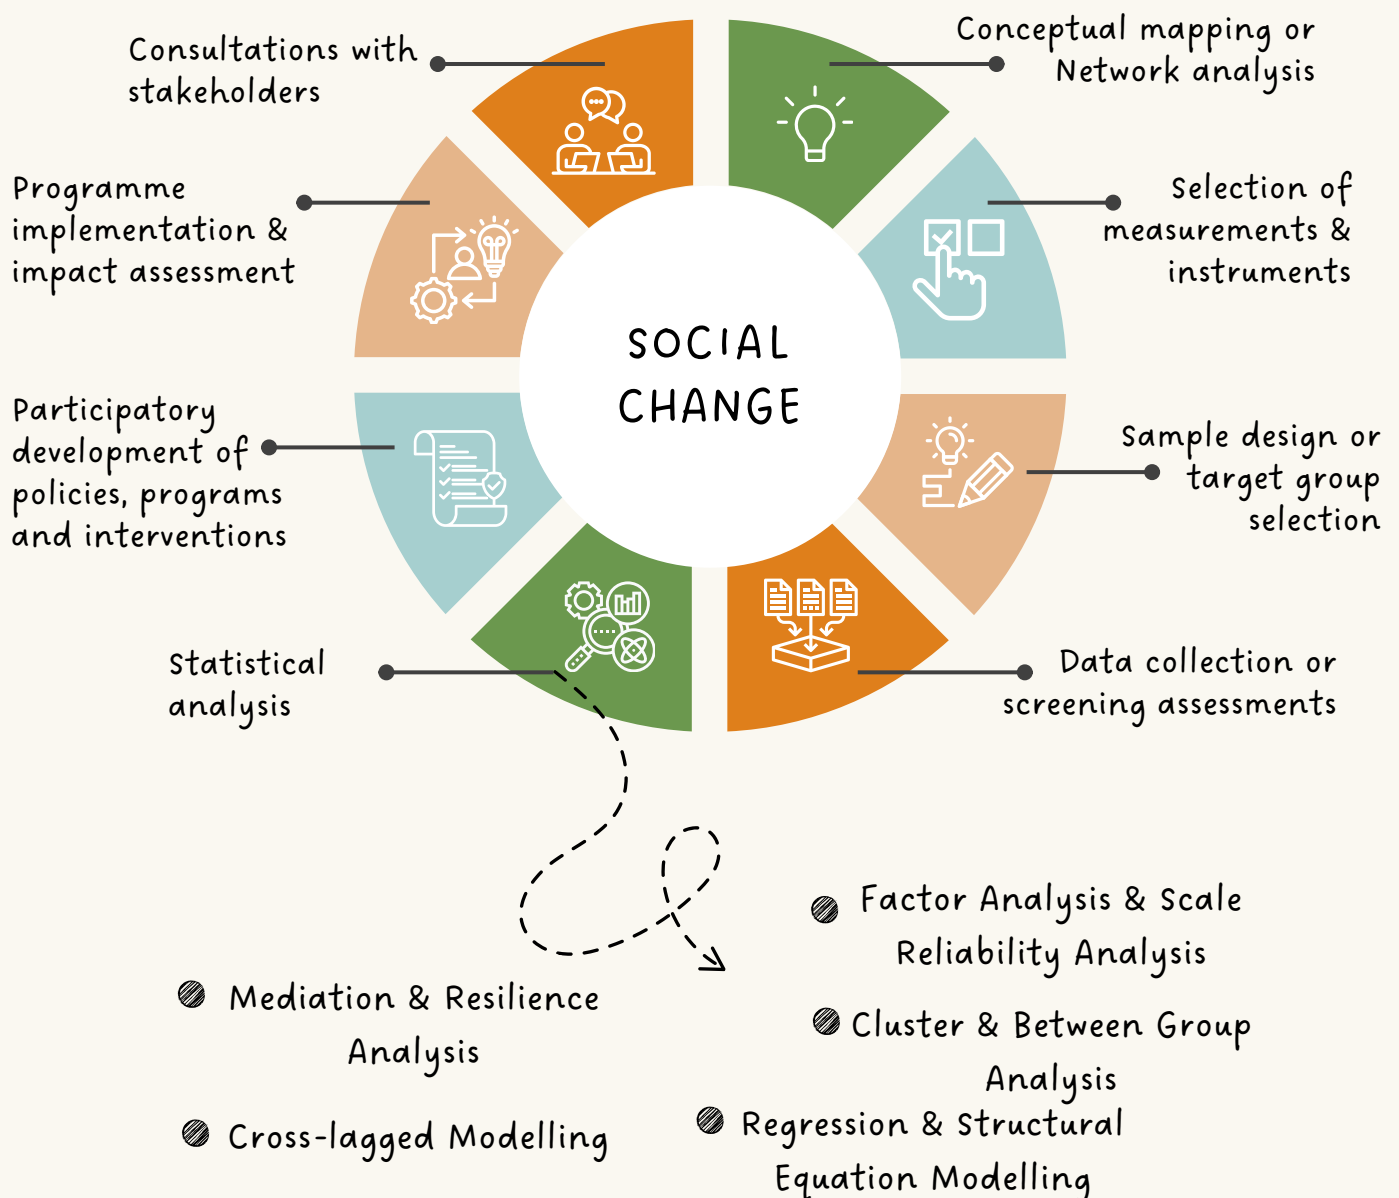 Consultations with
stakeholders
Conceptual mapping or
Network analysis
Programme
implementation &
impact assessment
Selection of
measurements &
instruments
SOCIAL
CHANGE
Participatory
development of
policies, programs
and interventions
Sample design or
target group
selection
Statistical
analysis
Data collection or
screening assessments
Factor Analysis & Scale
Reliability Analysis
Mediation & Resilience
Analysis
Cluster & Between Group
Analysis
Cross-lagged Modelling
Regression & Structural
Equation Modelling